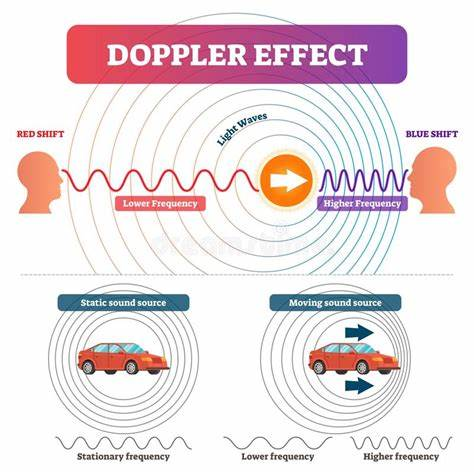 DOPPLER EFFECT
Light Waves
RED SHIFT
BLUE SHIFT
Lower Frequency
Higher Frequency
Static sound source
Moving sound source
Stationary frequency
Lower frequency
Higher frequency